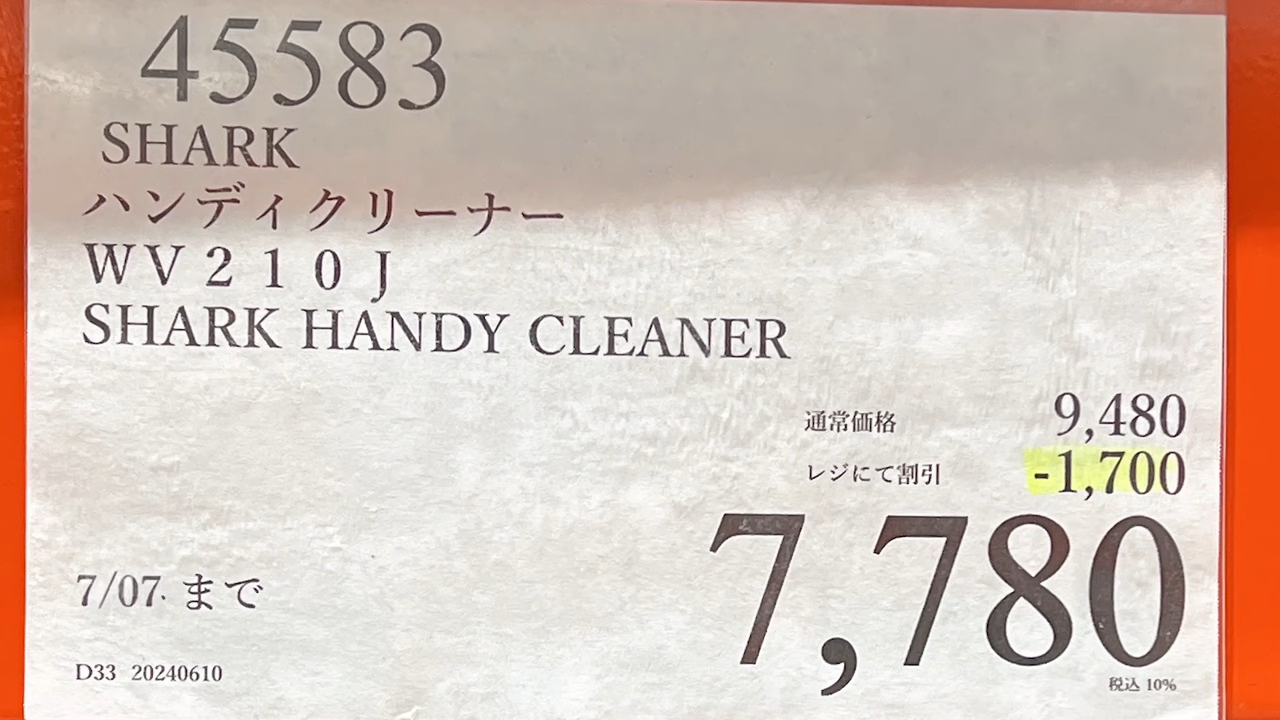 45583
SHARK
ハンディクリーナー
ＷＶ２１０Ｊ
SHARK HANDY CLEANER
通常価格 9,480
レジにて割引 -1,700
7,780
7/07 まで
D33 20240610
税込 10%